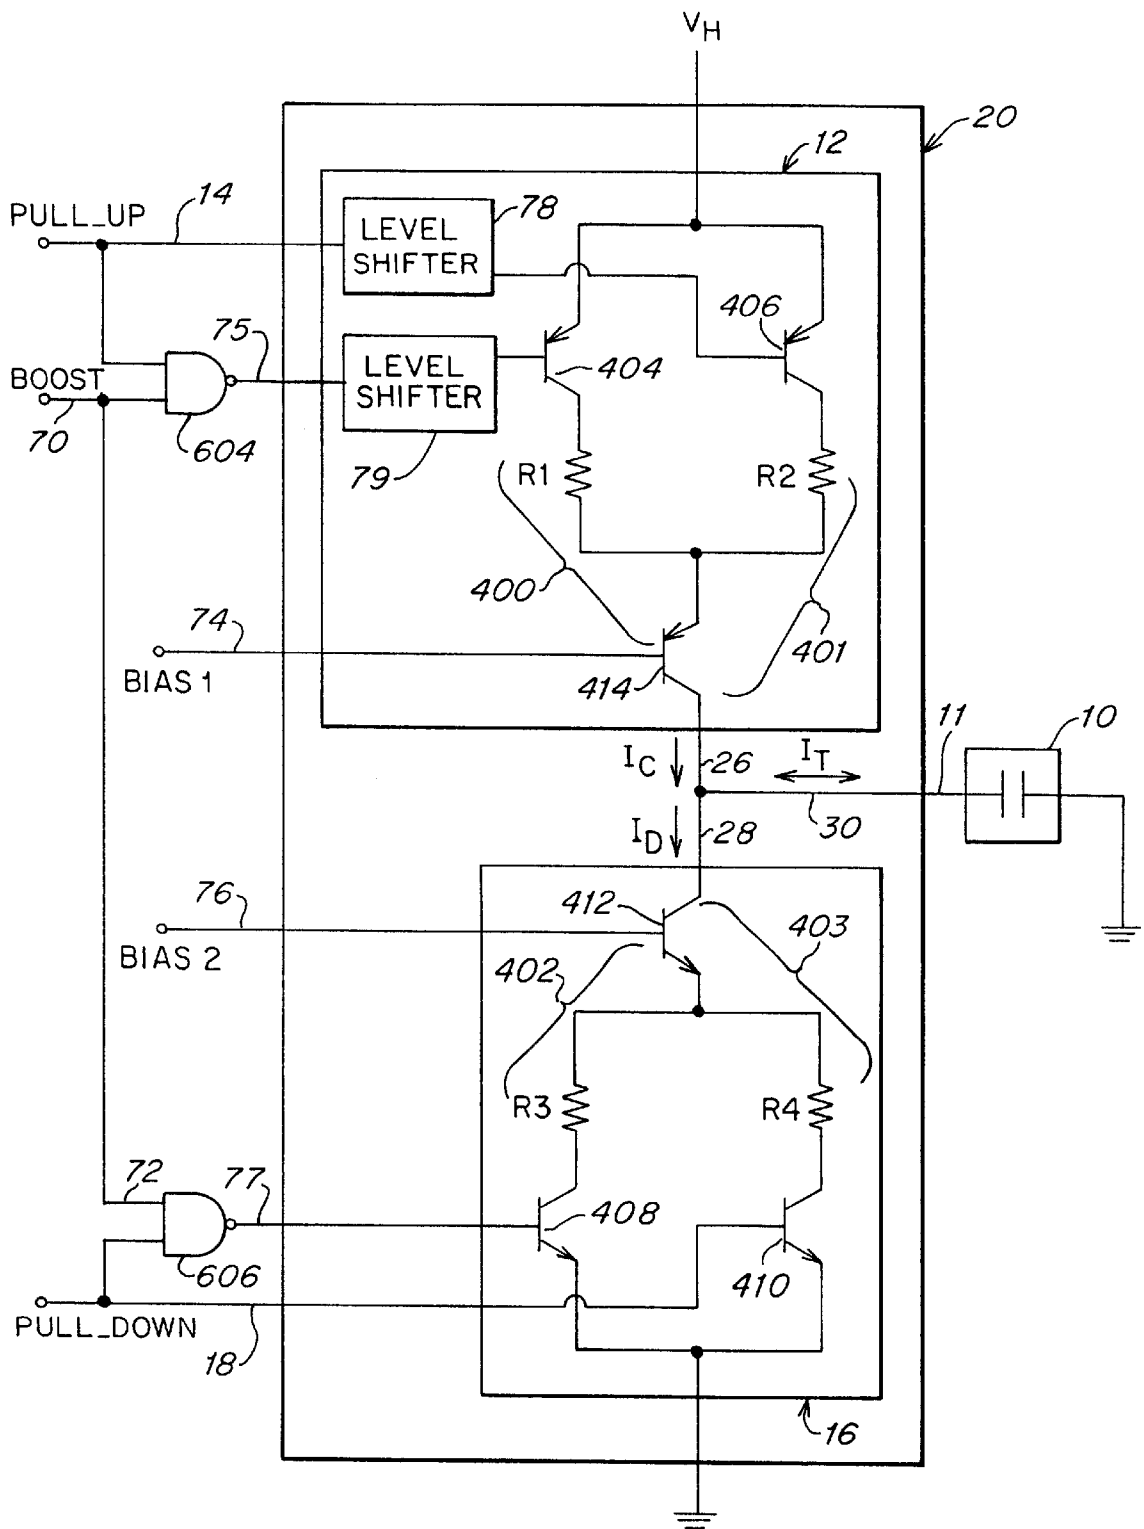 VH
20
12
14
78
PULL_UP
LEVEL
SHIFTER
406
75
LEVEL
SHIFTER
404
BOOST
70
604
79
R1
R2
400
401
74
BIAS 1
414
11
10
IC
26
IT
ID
28
30
412
76
403
BIAS 2
402
R3
R4
72
77
408
606
410
PULL_DOWN
18
16